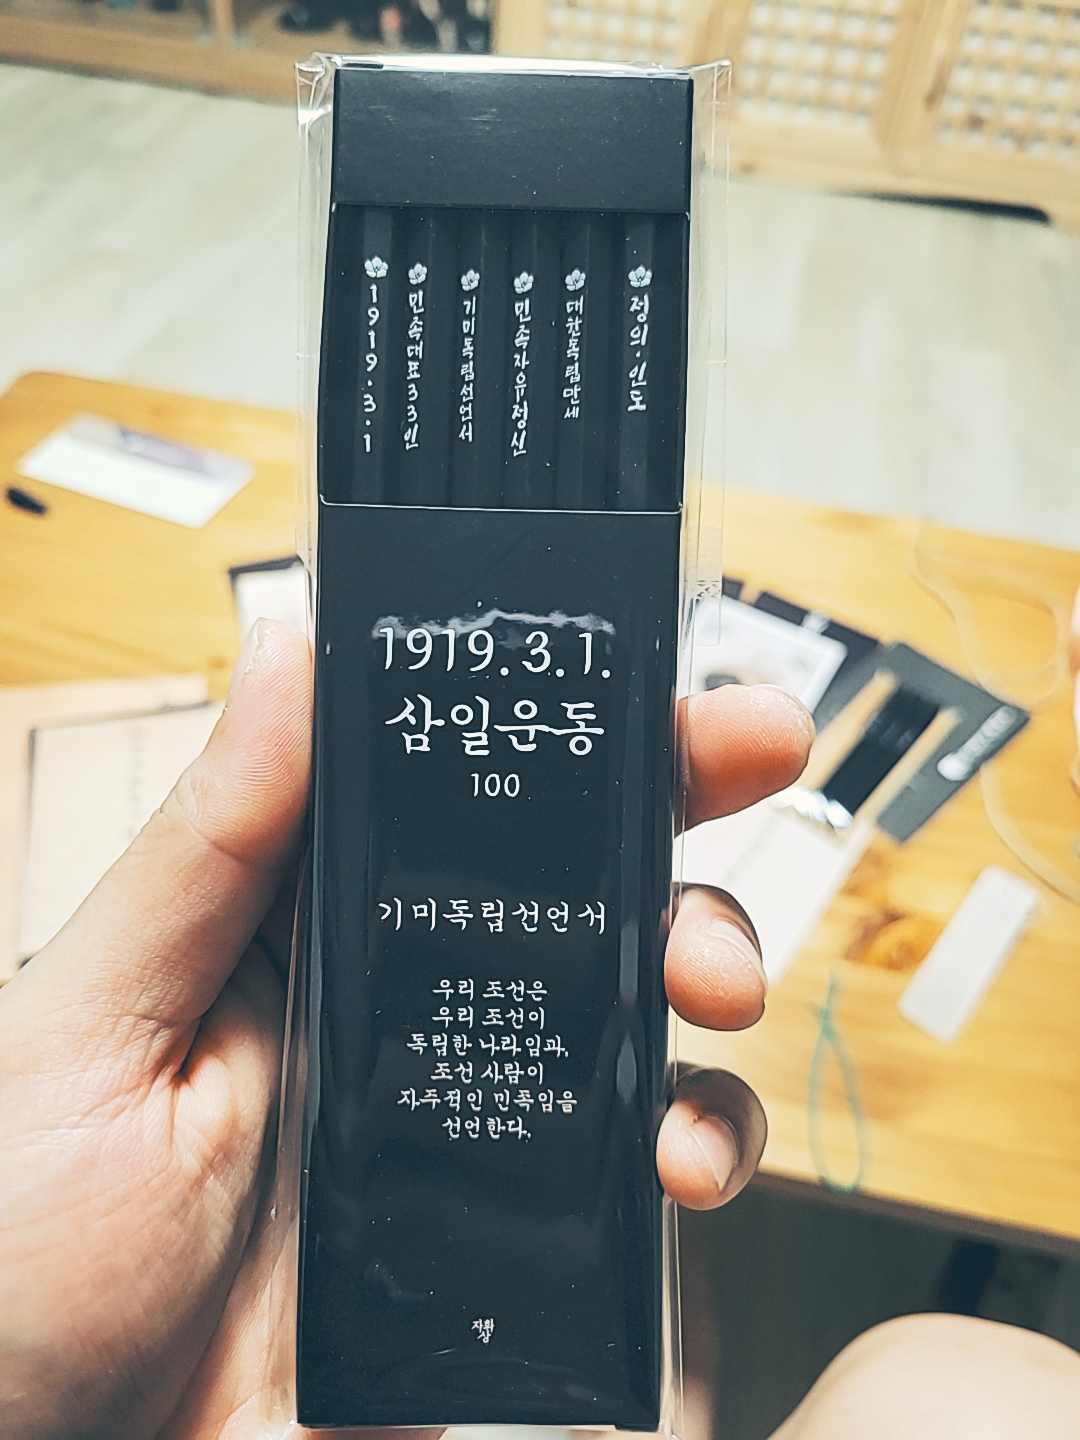 1919.3.1
민족대표33인
기미독립선언서
민족자유정신
대한독립만세
정의·인도
1919.3.1.
삼일운동
100
기미독립선언서
우리 조선은
우리 조선이
독립한 나라임과,
조선 사람이
자주적인 민족임을
선언한다.
자화
상